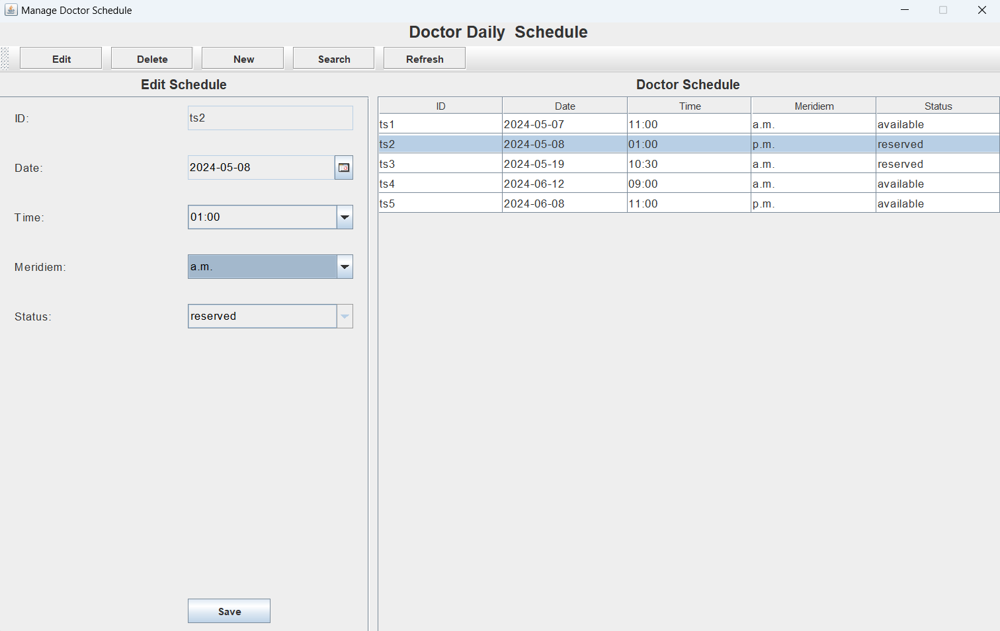 Manage Doctor Schedule
Doctor Daily  Schedule
Edit Delete New Search Refresh
Edit Schedule
ID: ts2
Date: 2024-05-08
Time: 01:00
Meridiem: a.m.
Status: reserved
Save
Doctor Schedule
ID Date Time Meridiem Status
ts1 2024-05-07 11:00 a.m. available
ts2 2024-05-08 01:00 p.m. reserved
ts3 2024-05-19 10:30 a.m. reserved
ts4 2024-06-12 09:00 a.m. available
ts5 2024-06-08 11:00 p.m. available